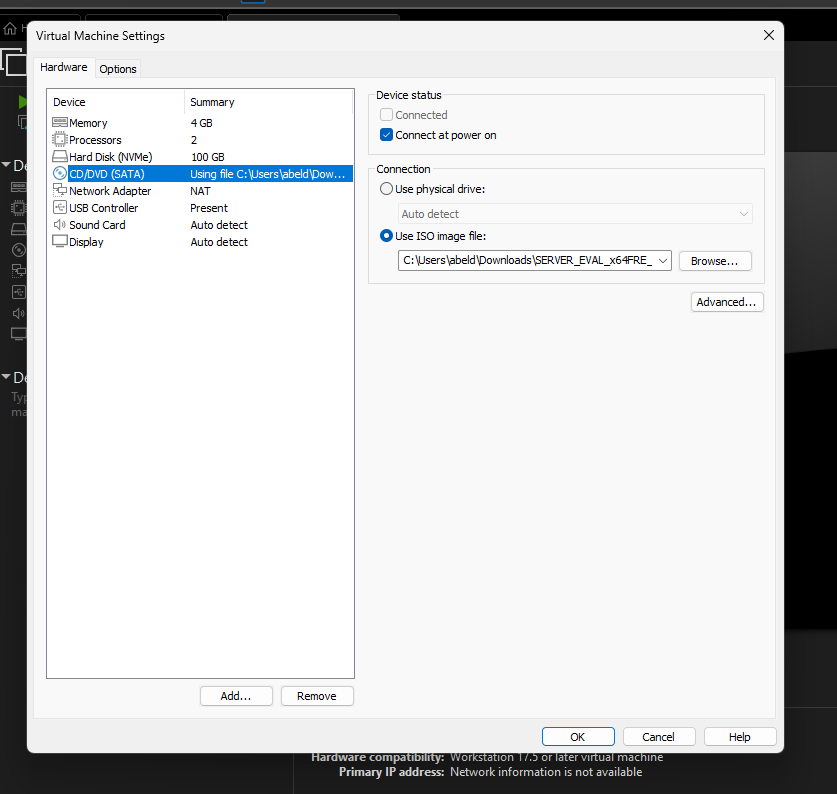 H
Virtual Machine Settings
Hardware
Options
Device Summary
Memory 4 GB
Processors 2
Hard Disk (NVMe) 100 GB
CD/DVD (SATA) Using file C:\Users\abeld\Dow...
Network Adapter NAT
USB Controller Present
Sound Card Auto detect
Display Auto detect
Add...
Remove
Device status
Connected
Connect at power on
Connection
Use physical drive:
Auto detect
Use ISO image file:
C:\Users\abeld\Downloads\SERVER_EVAL_x64FRE_
Browse...
Advanced...
OK
Cancel
Help
De
De
Typ
ma
Hardware compatibility: Workstation 17.5 or later virtual machine
Primary IP address: Network information is not available